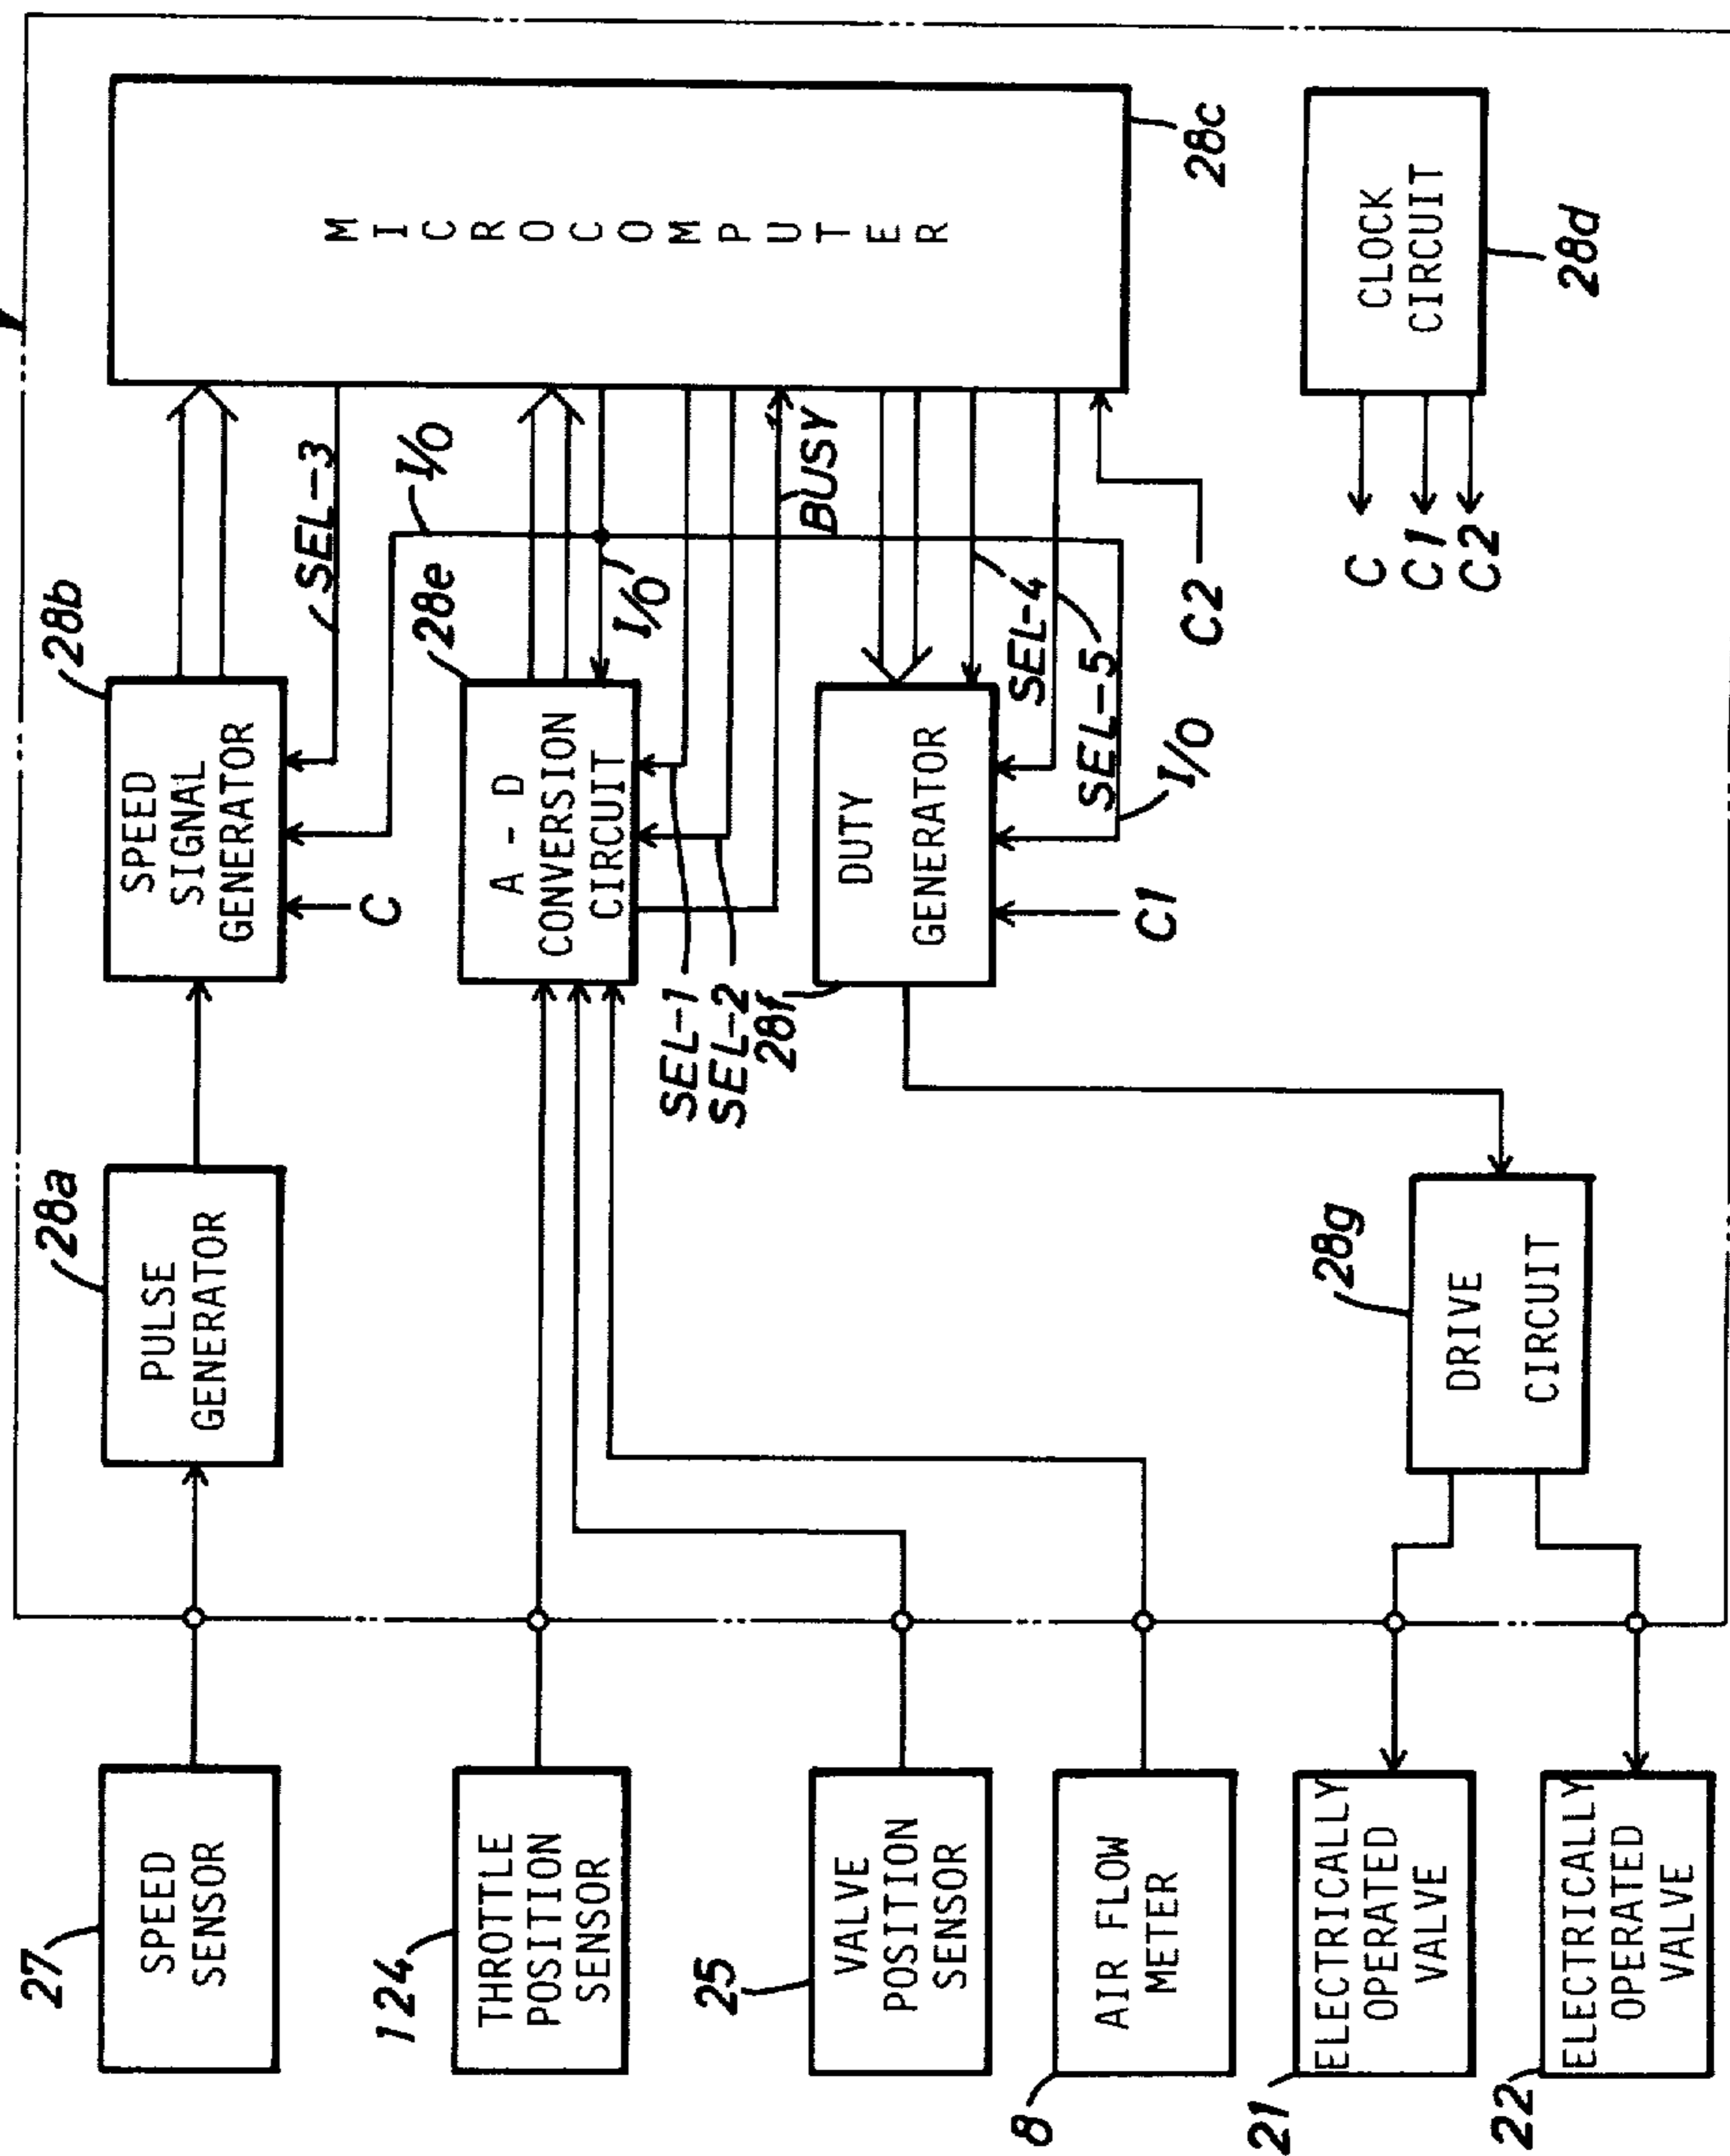 27
SPEED
SENSOR
124
THROTTLE
POSITION
SENSOR
25
VALVE
POSITION
SENSOR
8
AIR FLOW
METER
21
ELECTRICALLY
OPERATED
VALVE
22
ELECTRICALLY
OPERATED
VALVE
28a
PULSE
GENERATOR
28g
DRIVE
CIRCUIT
28b
SPEED
SIGNAL
GENERATOR
C
SEL-3
I/O
28e
A - D
CONVERSION
CIRCUIT
I/O
SEL-1
SEL-2
BUSY
28f
DUTY
GENERATOR
C1
SEL-4
SEL-5
I/O
C2
MICROCOMPUTER
28c
CLOCK
CIRCUIT
28d
C
C1
C2